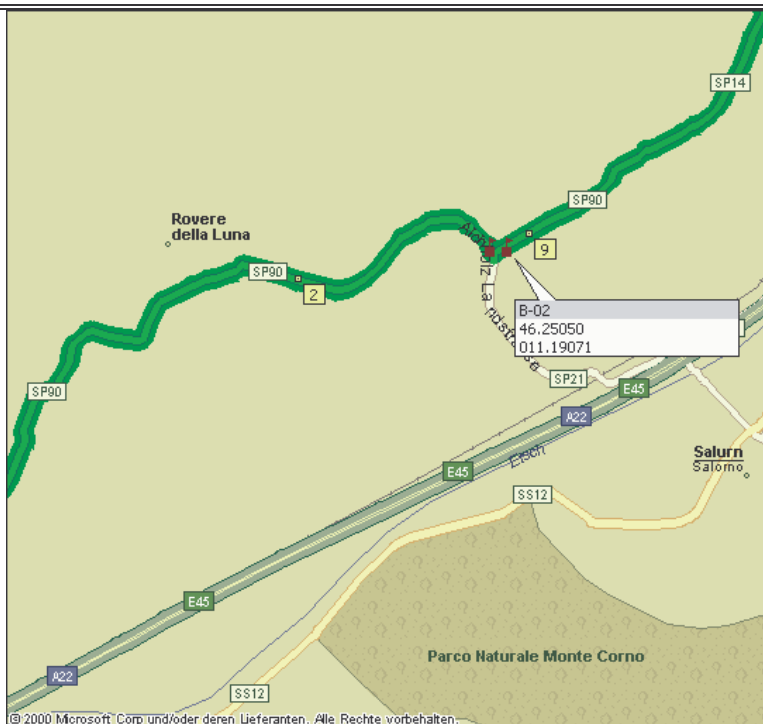 SP14
SP90
Rovere
della Luna
Aichholz Landstrasse
9
SP90
2
B-02
46.25050
011.19071
SP90
SP21
E45
A22
Etsch
E45
Salurn
Salorno
SS12
E45
Parco Naturale Monte Corno
A22
SS12
© 2000 Microsoft Corp und/oder deren Lieferanten. Alle Rechte vorbehalten.